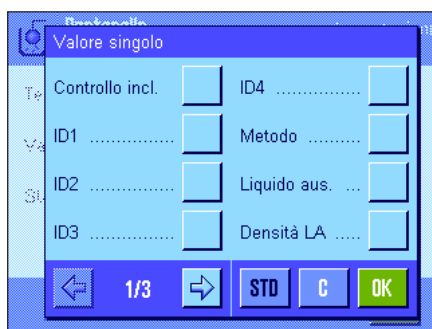 Valore singolo
Controllo incl.
ID1 ...............
ID2 ...............
ID3 ...............
ID4 ...............
Metodo ..........
Liquido aus. ...
Densità LA .....
1/3
STD
C
OK